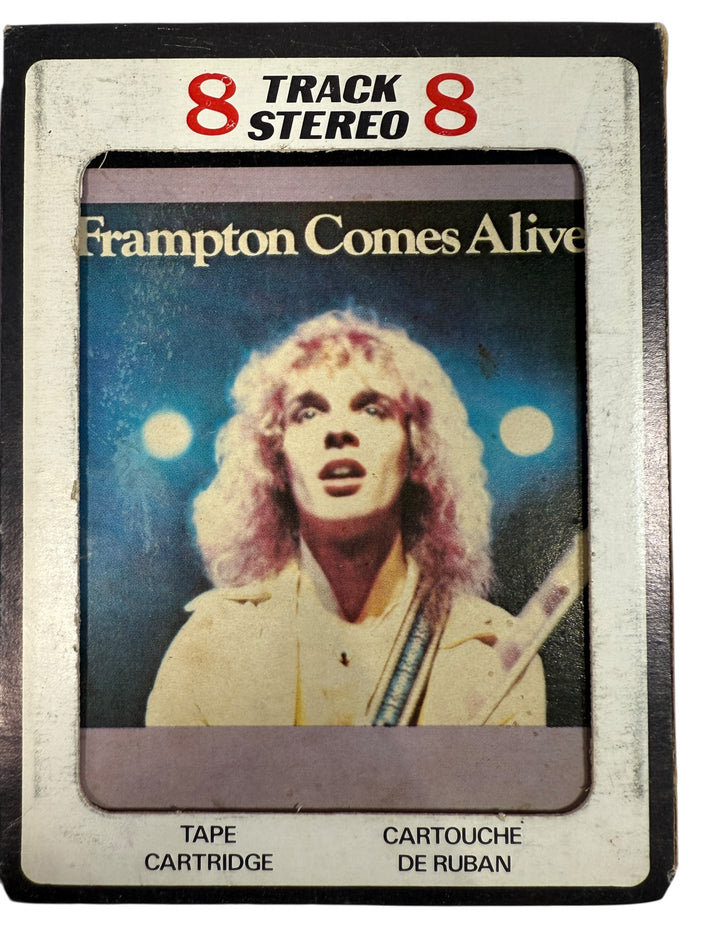 8 TRACK 8
STEREO
Frampton Comes Alive
TAPE
CARTRIDGE
CARTOUCHE
DE RUBAN